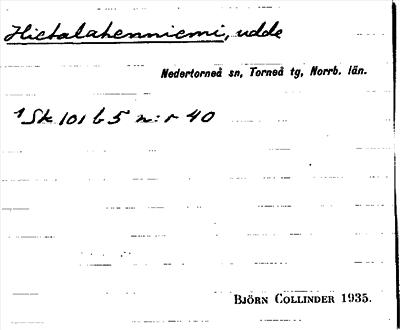 Hietalahenniemi, udde
Nedertorneå sn, Torneå tg, Norrb. län.
1 Sk 101 b 5 n:r 40
BJÖRN COLLINDER 1935.